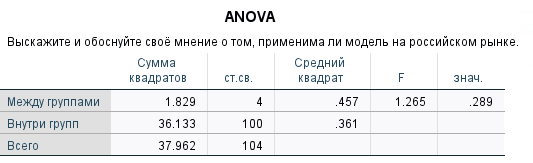 ANOVA
Выскажите и обоснуйте своё мнение о том, применима ли модель на российском рынке.
Сумма квадратов ст.св. Средний квадрат F знач.
Между группами 1.829 4 .457 1.265 .289
Внутри групп 36.133 100 .361
Всего 37.962 104